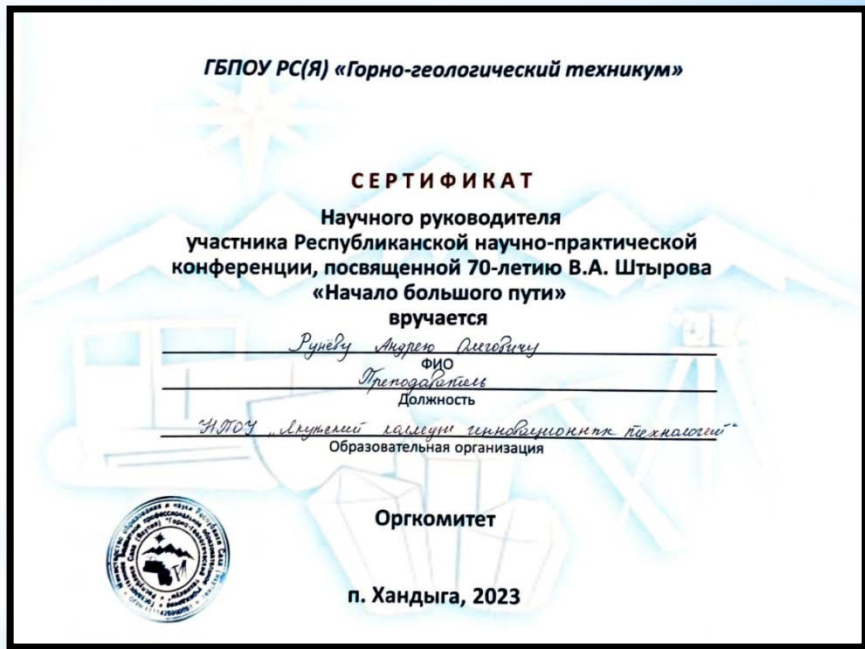 ГБПОУ РС(Я) «Горно-геологический техникум»
СЕРТИФИКАТ
Научного руководителя
участника Республиканской научно-практической
конференции, посвященной 70-летию В.А. Штырова
«Начало большого пути»
вручается
Рунёву Андрею Олеговичу
ФИО
Преподаватель
Должность
НПОУ „Якутский колледж инновационных технологий"
Образовательная организация
Оргкомитет
п. Хандыга, 2023